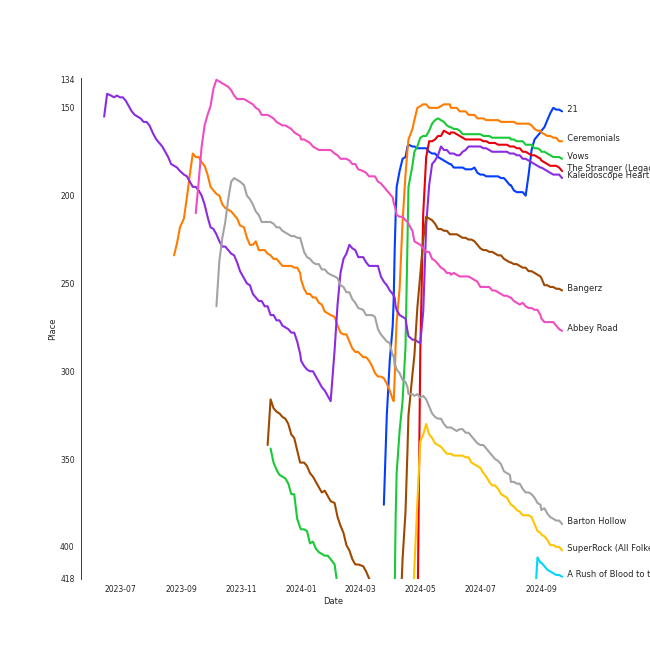 134
150
200
250
300
350
400
418
Place
2023-07
2023-09
2023-11
2024-01
2024-03
2024-05
2024-07
2024-09
Date
21
Ceremonials
Vows
The Stranger (Legac
Kaleidoscope Heart
Bangerz
Abbey Road
Barton Hollow
SuperRock (All Folke
A Rush of Blood to t